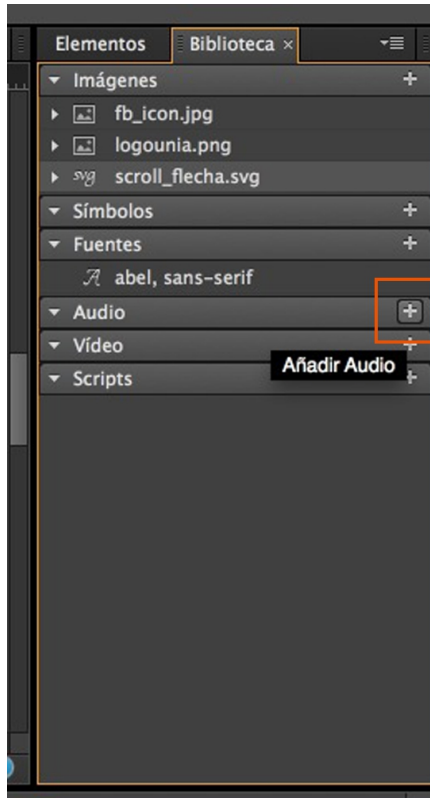 Elementos Biblioteca ×
Imágenes +
fb_icon.jpg
logounia.png
svg scroll_flecha.svg
Símbolos +
Fuentes +
A abel, sans-serif
Audio +
Vídeo +
Añadir Audio
Scripts +